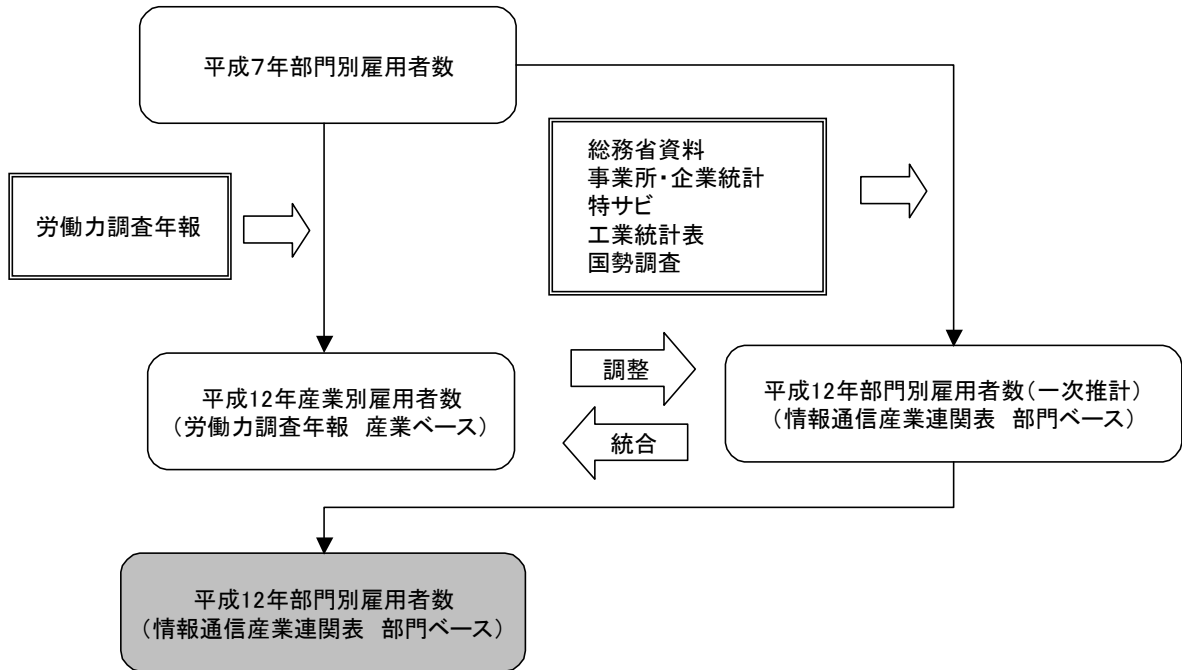 平成7年部門別雇用者数
総務省資料
事業所・企業統計
特サビ
工業統計表
国勢調査
労働力調査年報
調整
平成12年産業別雇用者数
(労働力調査年報 産業ベース)
平成12年部門別雇用者数(一次推計)
(情報通信産業連関表 部門ベース)
統合
平成12年部門別雇用者数
(情報通信産業連関表 部門ベース)